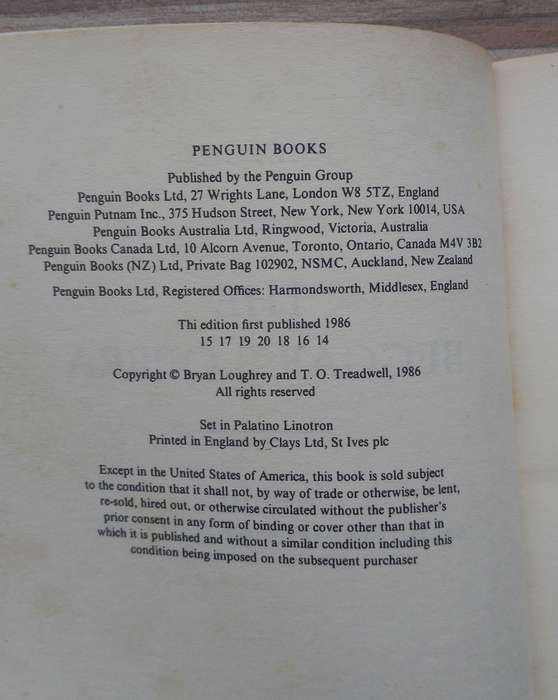 PENGUIN BOOKS
Published by the Penguin Group
Penguin Books Ltd, 27 Wrights Lane, London W8 5TZ, England
Penguin Putnam Inc., 375 Hudson Street, New York, New York 10014, USA
Penguin Books Australia Ltd, Ringwood, Victoria, Australia
Penguin Books Canada Ltd, 10 Alcorn Avenue, Toronto, Ontario, Canada M4V 3B2
Penguin Books (NZ) Ltd, Private Bag 102902, NSMC, Auckland, New Zealand
Penguin Books Ltd, Registered Offices: Harmondsworth, Middlesex, England
Thi edition first published 1986
15 17 19 20 18 16 14
Copyright © Bryan Loughrey and T. O. Treadwell, 1986
All rights reserved
Set in Palatino Linotron
Printed in England by Clays Ltd, St Ives plc
Except in the United States of America, this book is sold subject
to the condition that it shall not, by way of trade or otherwise, be lent,
re-sold, hired out, or otherwise circulated without the publisher's
prior consent in any form of binding or cover other than that in
which it is published and without a similar condition including this
condition being imposed on the subsequent purchaser